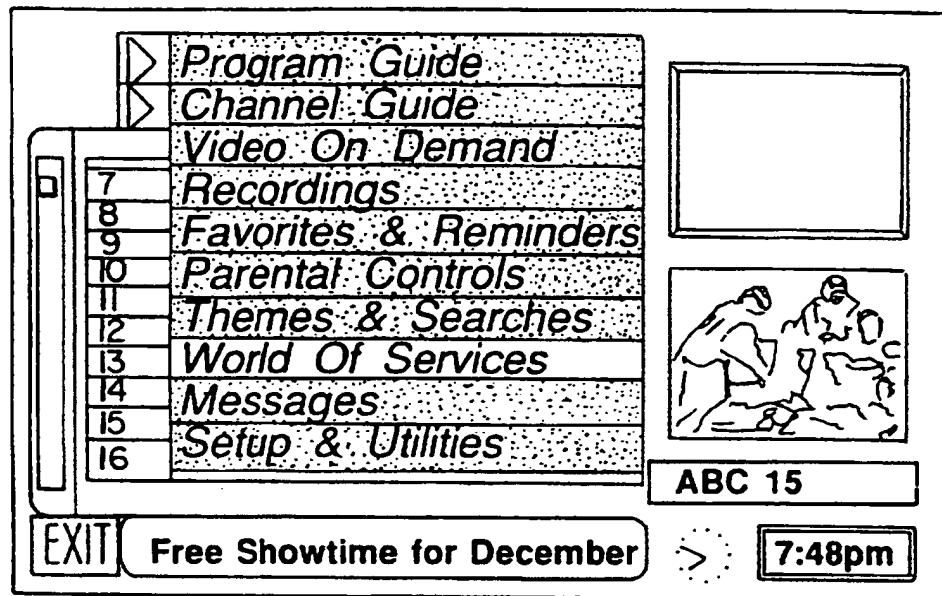 Program Guide
Channel Guide
Video On Demand
7 Recordings
8
9 Favorites & Reminders
10 Parental Controls
11
12 Themes & Searches
13 World Of Services
14 Messages
15
16 Setup & Utilities
ABC 15
EXIT Free Showtime for December 7:48pm